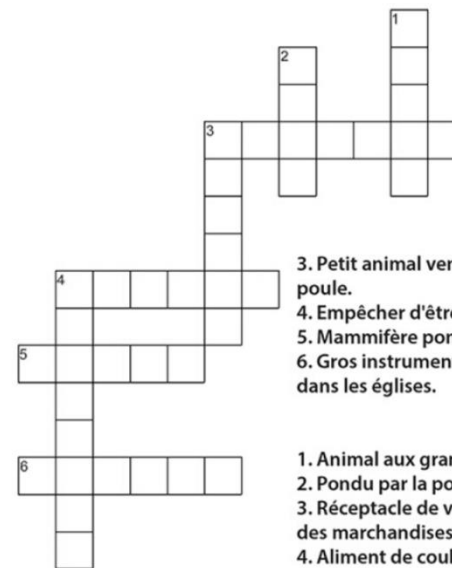 1
2
3
4
3. Petit animal
poule.
4. Empêcher
5. Mammifère
5
6. Gros
dans les églises.
6
1. Animal aux
2. Pondu par la
3. Réceptacle de
des marchandises
4. Aliment de